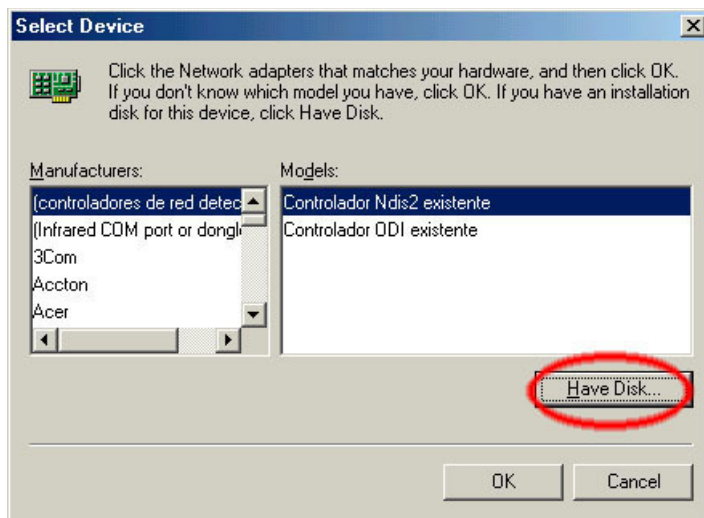 Select Device
Click the Network adapters that matches your hardware, and then click OK.
If you don't know which model you have, click OK. If you have an installation
disk for this device, click Have Disk.
Manufacturers:
(controladores de red detec
(Infrared COM port or dongl
3Com
Accton
Acer
Models:
Controlador Ndis2 existente
Controlador ODI existente
Have Disk...
OK
Cancel